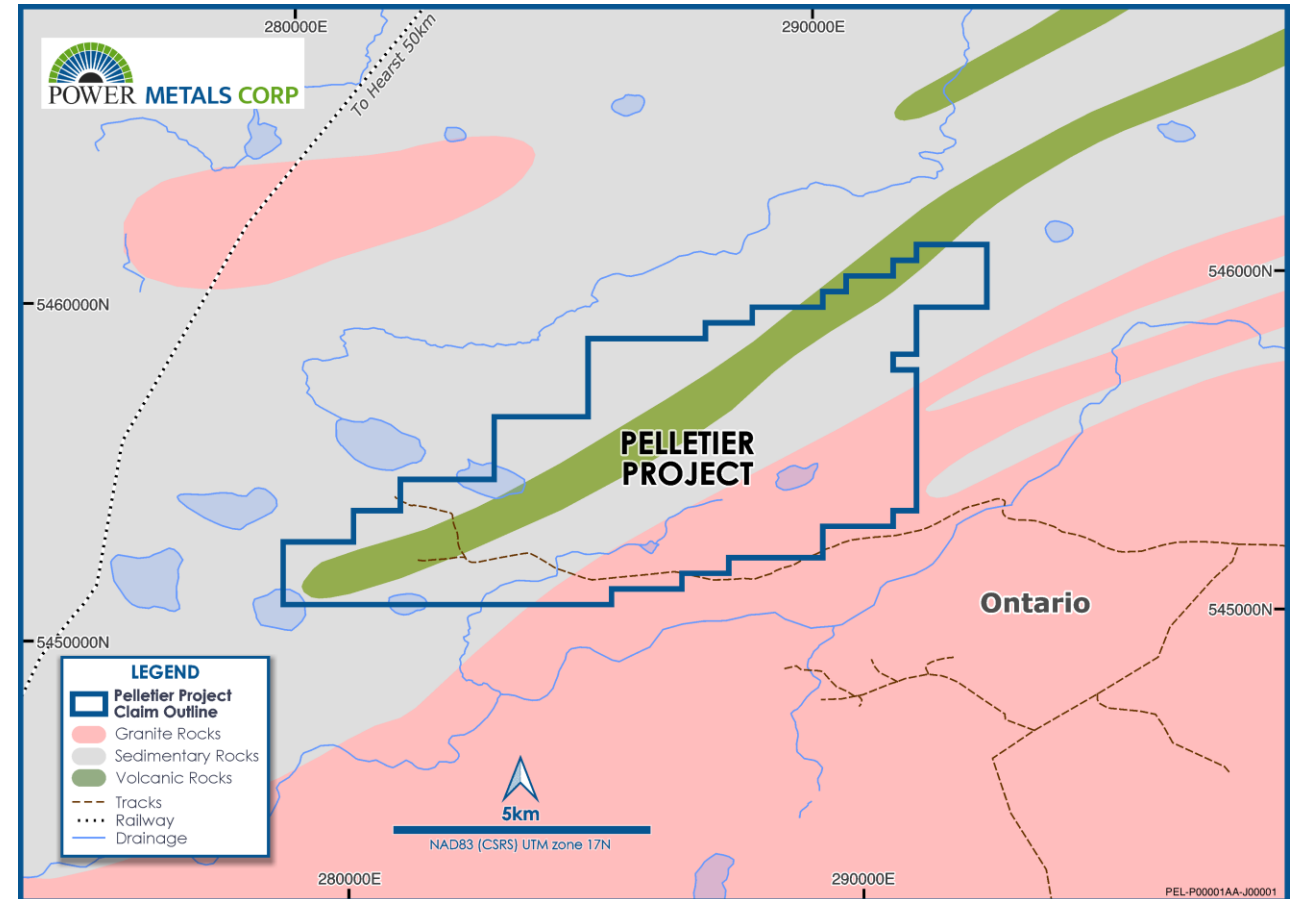 280000E
290000E
POWER METALS CORP
To Hearst 50km
546000N
5460000N
PELLETIER
PROJECT
Ontario
545000N
5450000N
LEGEND
Pelletier Project
Claim Outline
Granite Rocks
Sedimentary Rocks
Volcanic Rocks
Tracks
Railway
Drainage
5km
NAD83 (CSRS) UTM zone 17N
280000E
290000E
PEL-P00001AA-J00001